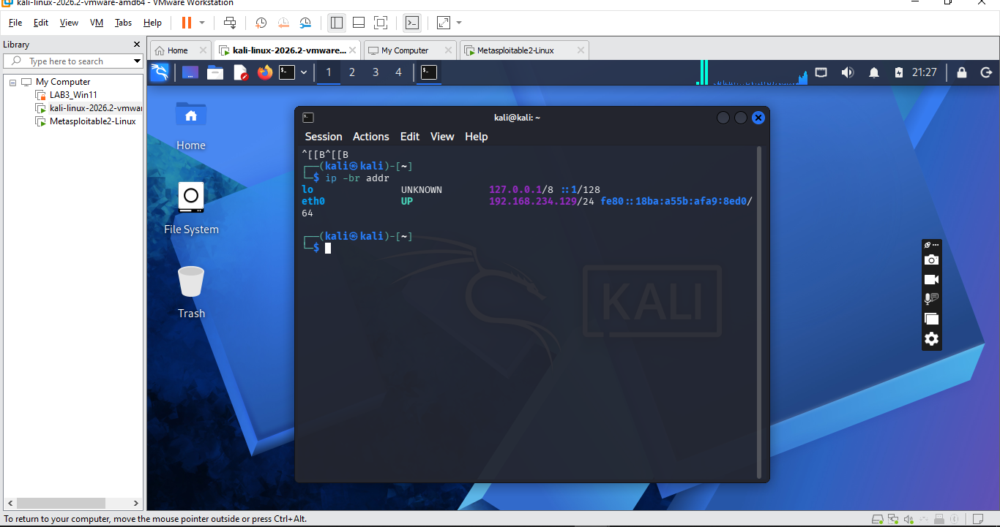 kali-linux-2026.2-vmware-amd64 - VMware Workstation
File Edit View VM Tabs Help
Library
Type here to search
My Computer
LAB3_Win11
kali-linux-2026.2-vmwar
Metasploitable2-Linux
Home
kali-linux-2026.2-vmware...
My Computer
Metasploitable2-Linux
1 2 3 4
21:27
Home
File System
Trash
kali@kali: ~
Session Actions Edit View Help
^[[B^[[B
┌──(kali㉿kali)-[~]
└─$ ip -br addr
lo UNKNOWN 127.0.0.1/8 ::1/128
eth0 UP 192.168.234.129/24 fe80::18ba:a55b:afa9:8ed0/
64
┌──(kali㉿kali)-[~]
└─$
KALI
To return to your computer, move the mouse pointer outside or press Ctrl+Alt.